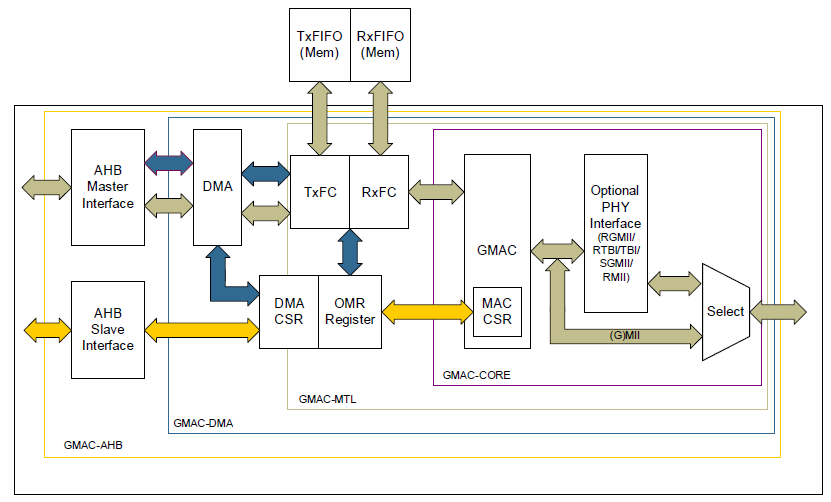 TxFIFO
(Mem)
RxFIFO
(Mem)
AHB
Master
Interface
DMA
TxFC
RxFC
GMAC
Optional
PHY
Interface
(RGMII/
RTBI/TBI/
SGMII/
RMII)
AHB
Slave
Interface
DMA
CSR
OMR
Register
MAC
CSR
Select
(G)MII
GMAC-CORE
GMAC-MTL
GMAC-DMA
GMAC-AHB